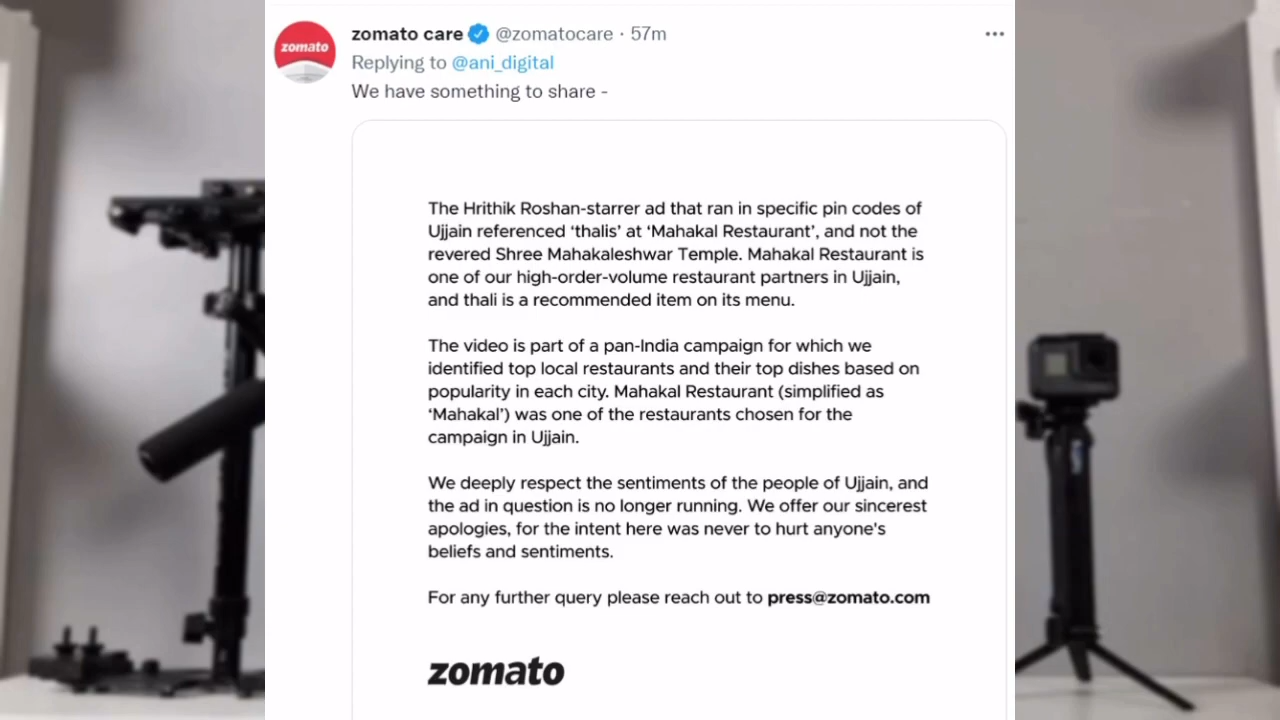 zomato
zomato care @zomatocare · 57m
Replying to @ani_digital
We have something to share -
The Hrithik Roshan-starrer ad that ran in specific pin codes of
Ujjain referenced ‘thalis’ at ‘Mahakal Restaurant’, and not the
revered Shree Mahakaleshwar Temple. Mahakal Restaurant is
one of our high-order-volume restaurant partners in Ujjain,
and thali is a recommended item on its menu.
The video is part of a pan-India campaign for which we
identified top local restaurants and their top dishes based on
popularity in each city. Mahakal Restaurant (simplified as
‘Mahakal’) was one of the restaurants chosen for the
campaign in Ujjain.
We deeply respect the sentiments of the people of Ujjain, and
the ad in question is no longer running. We offer our sincerest
apologies, for the intent here was never to hurt anyone's
beliefs and sentiments.
For any further query please reach out to press@zomato.com
zomato